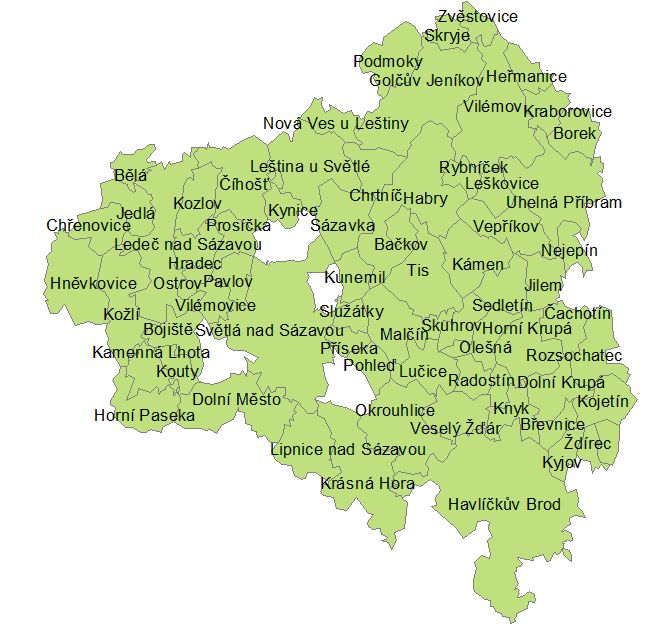 Zvěstovice
Skryje
Podmoky
Golčův Jeníkov
Heřmanice
Vilémov
Kraborovice
Nová Ves u Leštiny
Borek
Leština u Světlé
Rybníček
Bělá
Číhošť
Leškovice
Chrtníč
Habry
Uhelná Příbram
Kozlov
Jedlá
Kynice
Chřenovice
Prosíčka
Sázavka
Vepříkov
Ledeč nad Sázavou
Bačkov
Nejepín
Hradec
Kámen
Tis
Kunemil
Hněvkovice
Ostrov
Pavlov
Jilem
Vilémovice
Sedletín
Kožlí
Služátky
Čachotín
Bojiště
Světlá nad Sázavou
Skuhrov
Horní Krupá
Malčín
Příseka
Olešná
Kamenná Lhota
Rozsochatec
Pohleď
Kouty
Lučice
Radostín
Dolní Krupá
Dolní Město
Kojetín
Okrouhlice
Knyk
Horní Paseka
Břevnice
Veselý Žďár
Ždírec
Lipnice nad Sázavou
Kyjov
Krásná Hora
Havlíčkův Brod